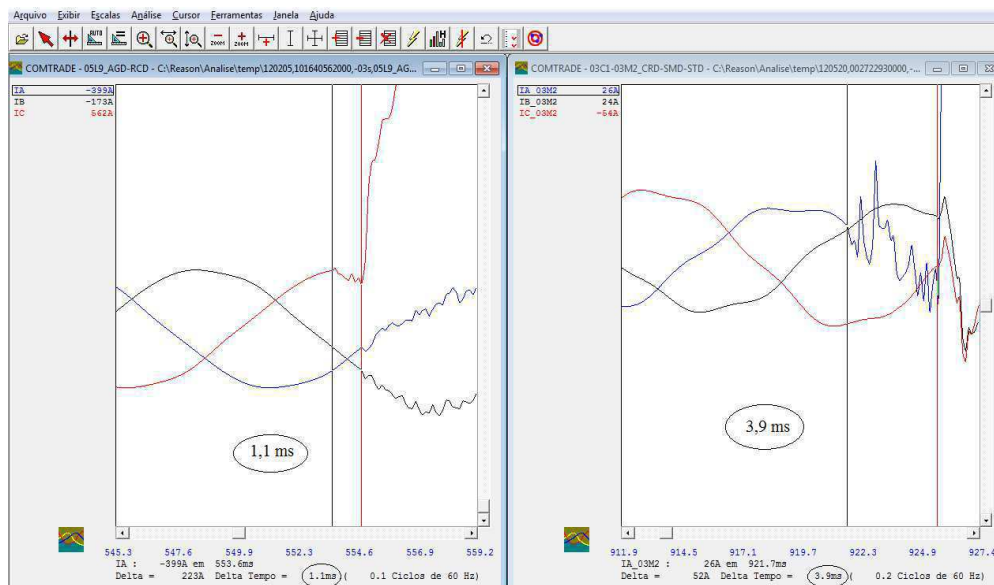 Arquivo Exibir Escalas Análise Cursor Ferramentas Janela Ajuda
AUTO
ZOOM ZOOM
COMTRADE - 05L9_AGD-RCD - C:\Reason\Analise\temp\120205,101640562000,-03s,05L9_AG...
IA -399A
IB -173A
IC 562A
1,1 ms
545.3 547.6 549.9 552.3 554.6 556.9 559.2
IA : -399A em 553.6ms
Delta = 223A Delta Tempo = 1.1ms ( 0.1 Ciclos de 60 Hz)
COMTRADE - 03C1-03M2_CRD-SMD-STD - C:\Reason\Analise\temp\120520,002722930000,-...
IA_03M2 26A
IB_03M2 24A
IC_03M2 -54A
3,9 ms
911.9 914.5 917.1 919.7 922.3 924.9 927.4
IA_03M2: 26A em 921.7ms
Delta = 52A Delta Tempo = 3.9ms ( 0.2 Ciclos de 60 Hz)